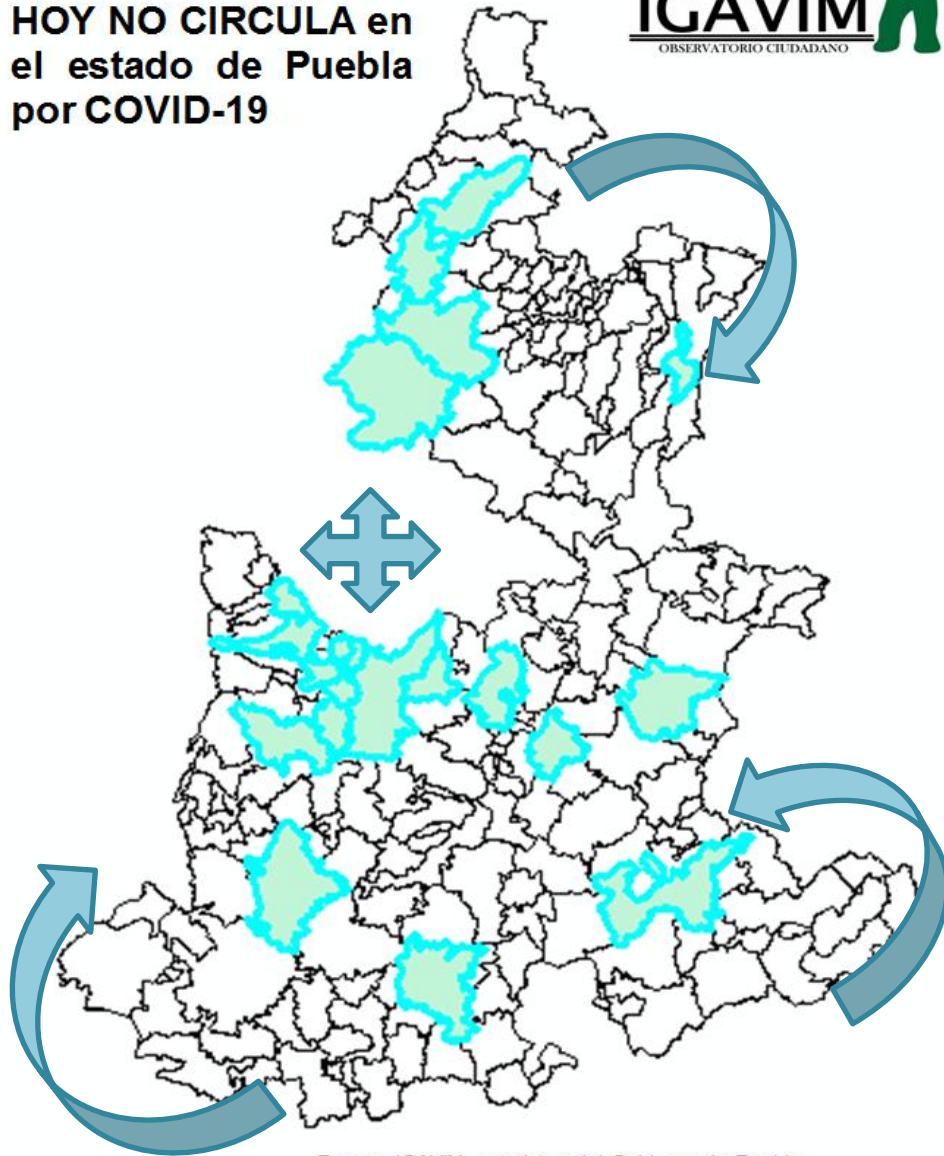 HOY NO CIRCULA en
el estado de Puebla
por COVID-19
IGAVIM
OBSERVATORIO CIUDADANO